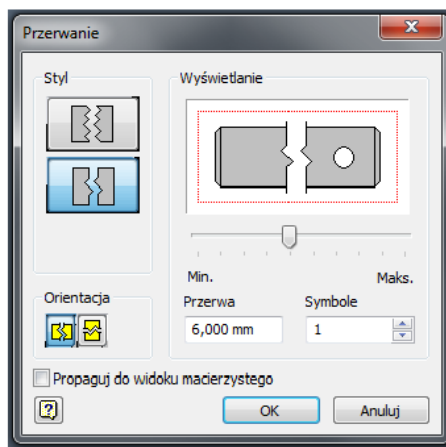 Przerwanie
Styl
Wyświetlanie
Min.
Maks.
Orientacja
Przerwa
Symbole
6,000 mm
1
Propaguj do widoku macierzystego
?
OK
Anuluj